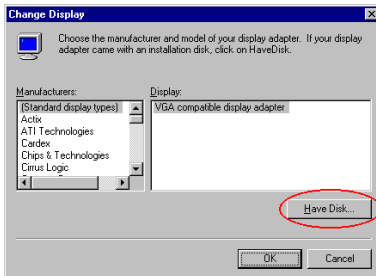 Change Display
Choose the manufacturer and model of your display adapter. If your display
adapter came with an installation disk, click on HaveDisk.
Manufacturers:
Display:
(Standard display types)
Actix
ATI Technologies
Cardex
Chips & Technologies
Cirrus Logic
VGA compatible display adapter
Have Disk...
OK
Cancel